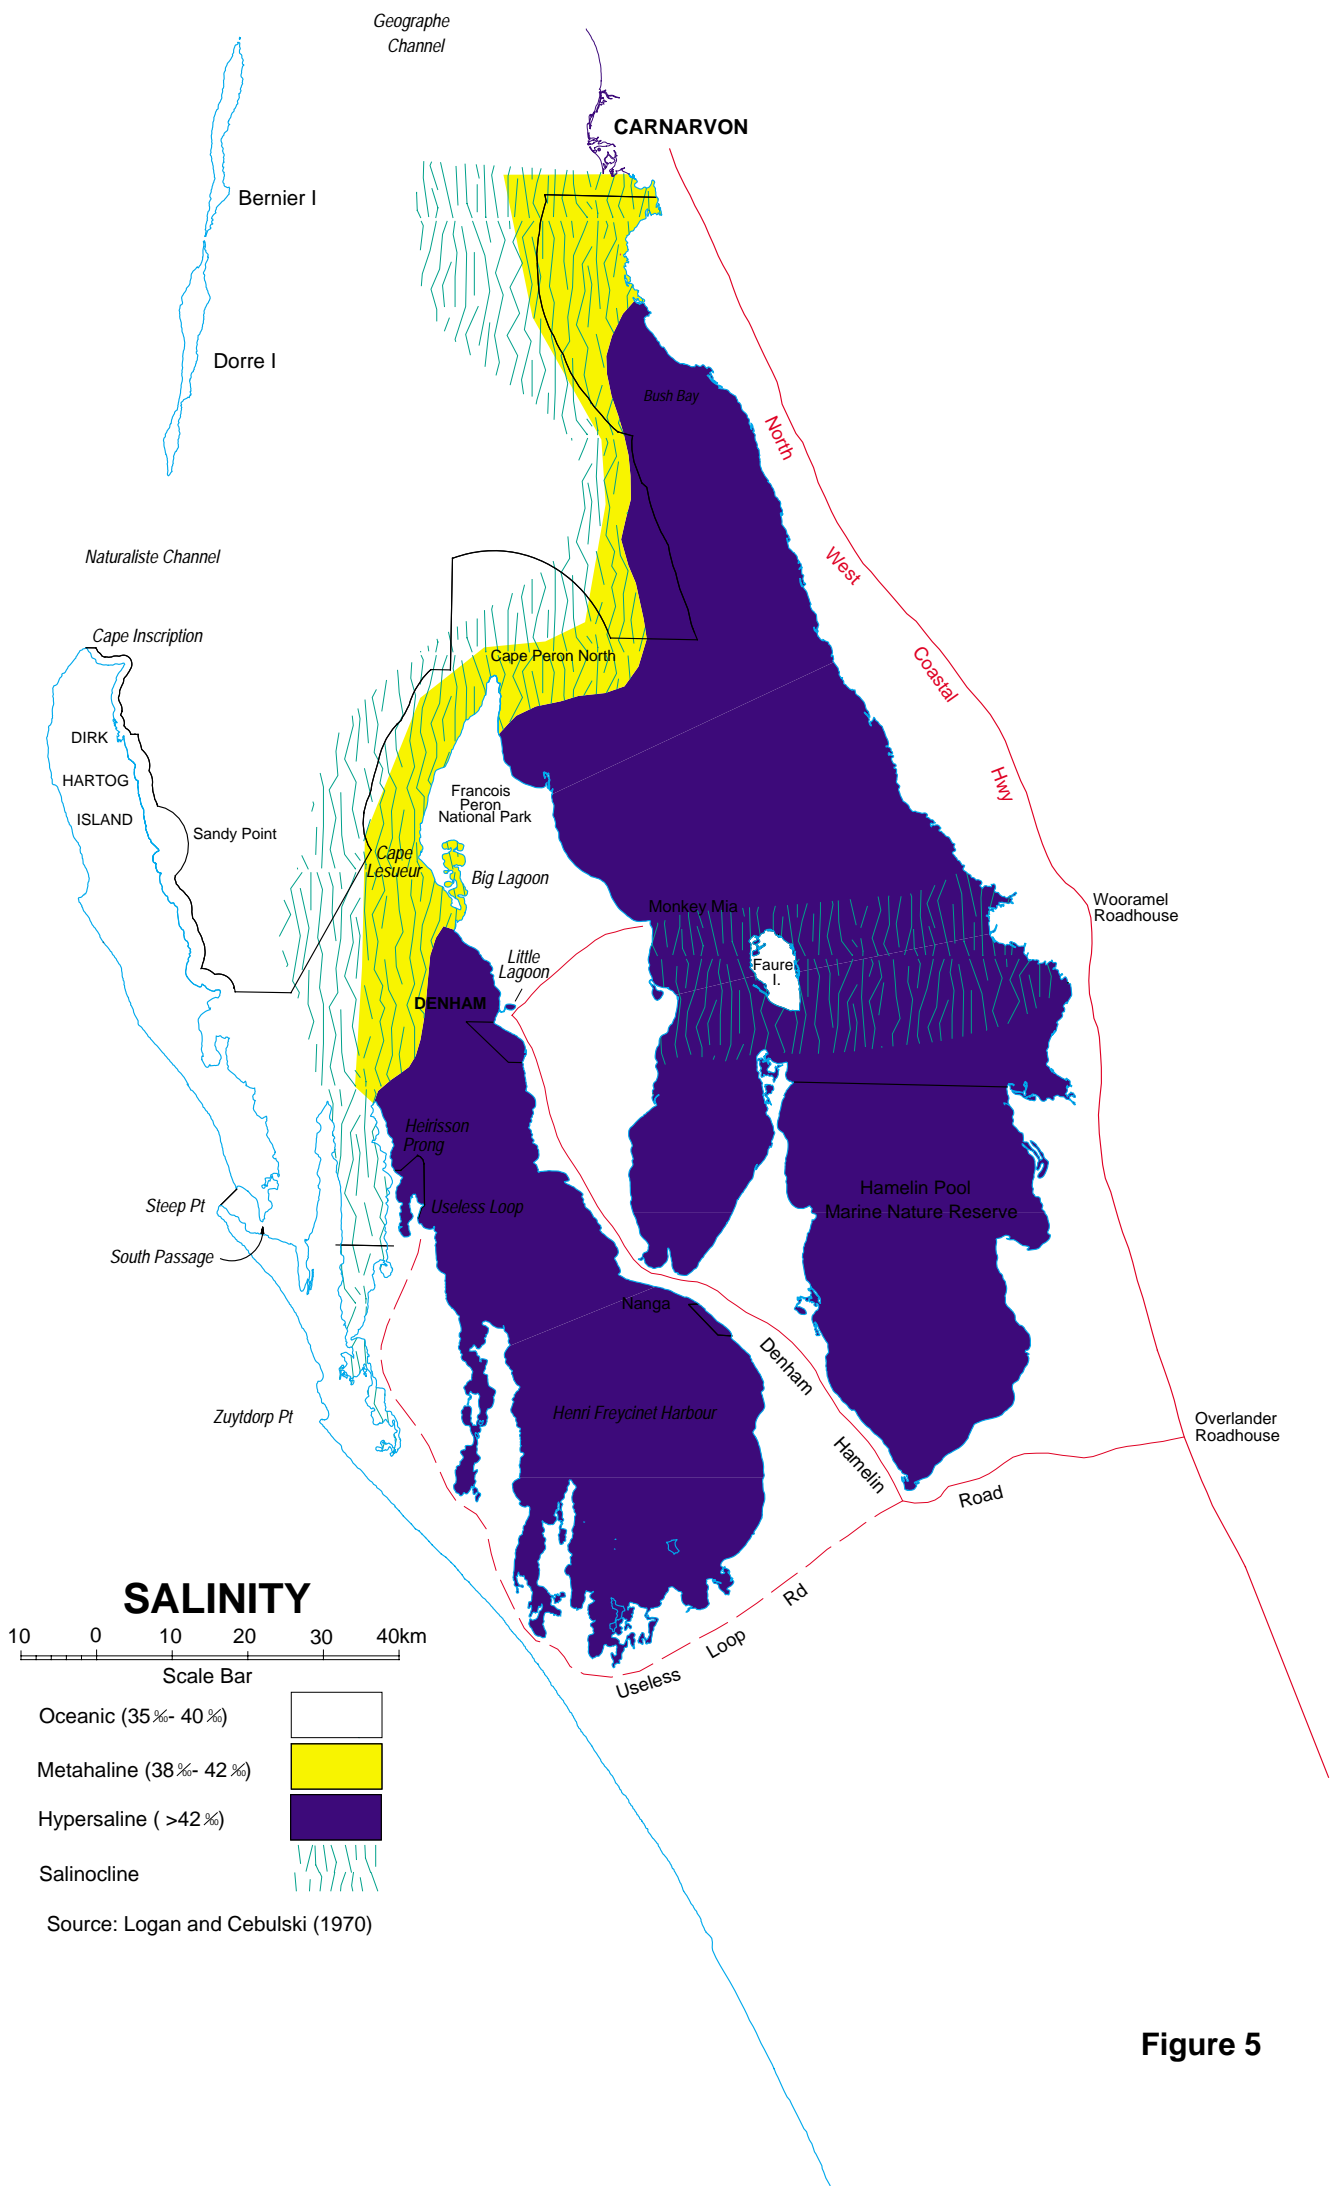 Geographe
Channel
CARNARVON
Bernier I
Dorre I
Bush Bay
North
West
Coastal
Hwy
Naturaliste Channel
Cape Inscription
Cape Peron North
DIRK
HARTOG
ISLAND
Sandy Point
Francois
Peron
National Park
Cape
Lesueur
Big Lagoon
Monkey Mia
Wooramel
Roadhouse
Little
Lagoon
Faure
I.
DENHAM
Heirisson
Prong
Useless Loop
Steep Pt
South Passage
Hamelin Pool
Marine Nature Reserve
Nanga
Denham
Hamelin
Road
Zuytdorp Pt
Henri Freycinet Harbour
Overlander
Roadhouse
Useless
Loop
Rd
SALINITY
10 0 10 20 30 40km
Scale Bar
Oceanic (35‰- 40‰)
Metahaline (38‰- 42‰)
Hypersaline ( >42‰)
Salinocline
Source: Logan and Cebulski (1970)
Figure 5